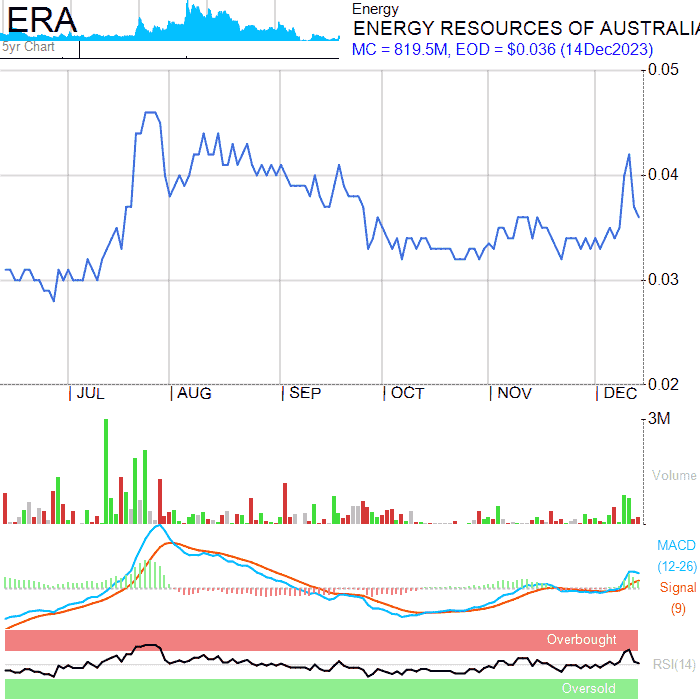 ERA
5yr Chart
Energy
ENERGY RESOURCES OF AUSTRALIA
MC = 819.5M, EOD = $0.036 (14Dec2023)
0.05
0.04
0.03
0.02
JUL AUG SEP OCT NOV DEC
3M
Volume
MACD
(12-26)
Signal
(9)
Overbought
RSI(14)
Oversold